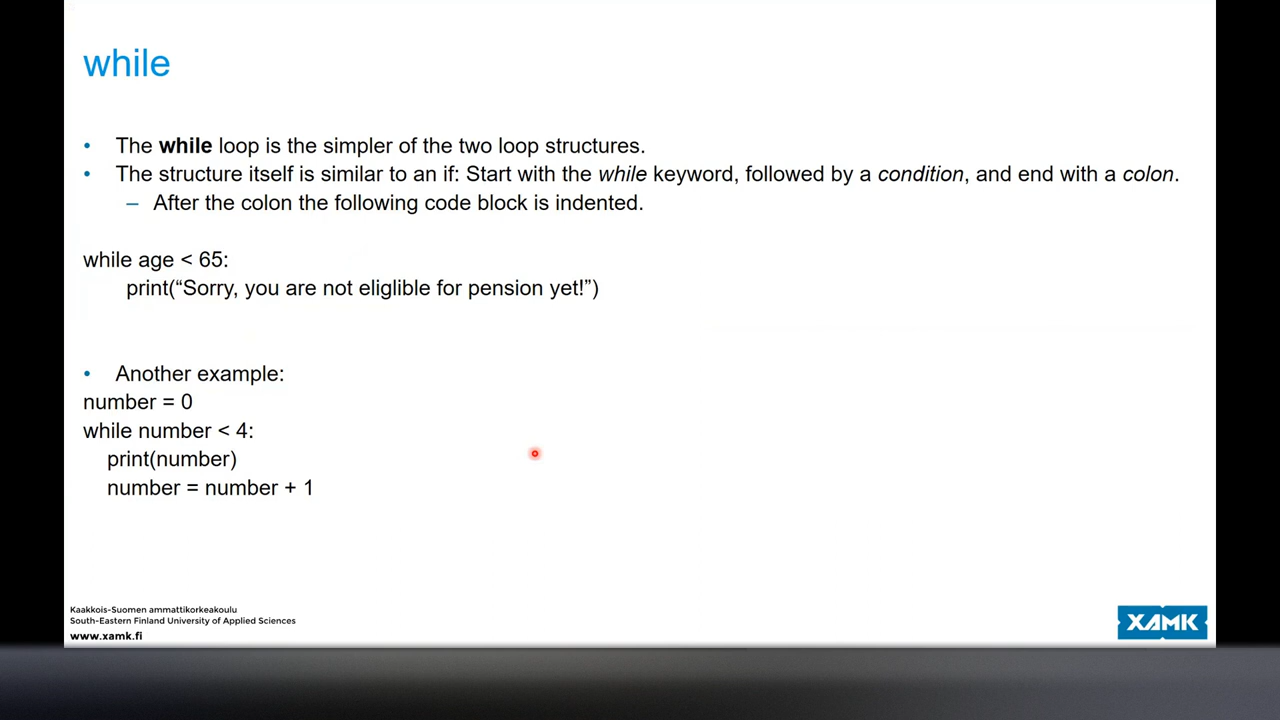 while
• The while loop is the simpler of the two loop structures.
• The structure itself is similar to an if: Start with the while keyword, followed by a condition, and end with a colon.
– After the colon the following code block is indented.
while age < 65:
print(“Sorry, you are not eliglible for pension yet!”)
• Another example:
number = 0
while number < 4:
print(number)
number = number + 1
Kaakkois-Suomen ammattikorkeakoulu
South-Eastern Finland University of Applied Sciences
www.xamk.fi
XAMK